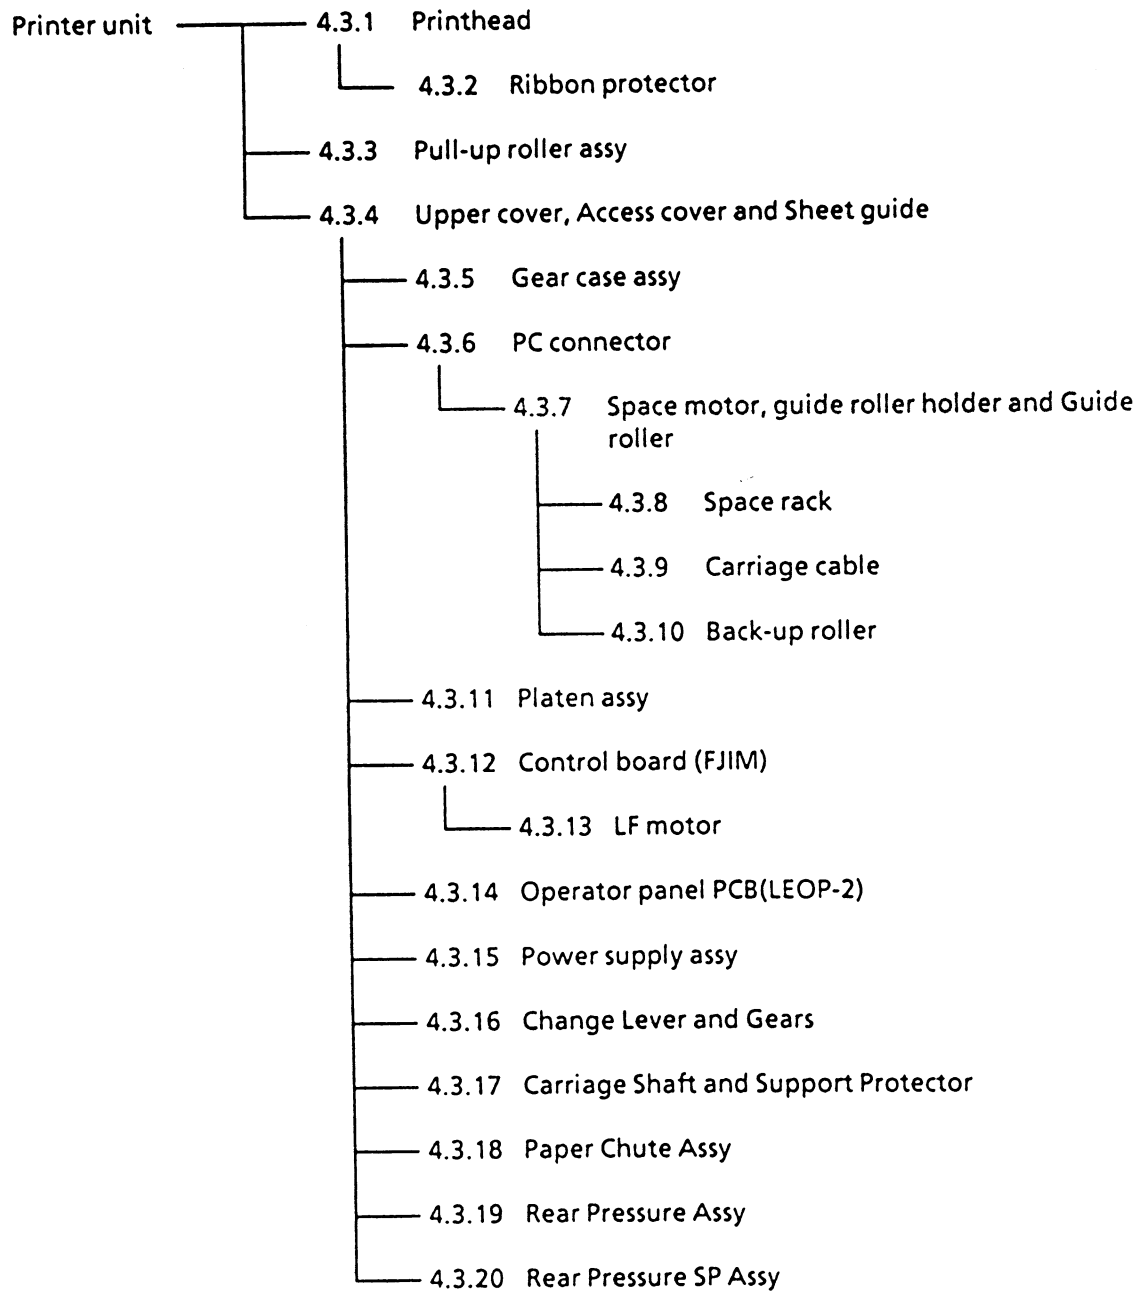 Printer unit 4.3.1 Printhead
4.3.2 Ribbon protector
4.3.3 Pull-up roller assy
4.3.4 Upper cover, Access cover and Sheet guide
4.3.5 Gear case assy
4.3.6 PC connector
4.3.7 Space motor, guide roller holder and Guide
roller
4.3.8 Space rack
4.3.9 Carriage cable
4.3.10 Back-up roller
4.3.11 Platen assy
4.3.12 Control board (FJIM)
4.3.13 LF motor
4.3.14 Operator panel PCB(LEOP-2)
4.3.15 Power supply assy
4.3.16 Change Lever and Gears
4.3.17 Carriage Shaft and Support Protector
4.3.18 Paper Chute Assy
4.3.19 Rear Pressure Assy
4.3.20 Rear Pressure SP Assy